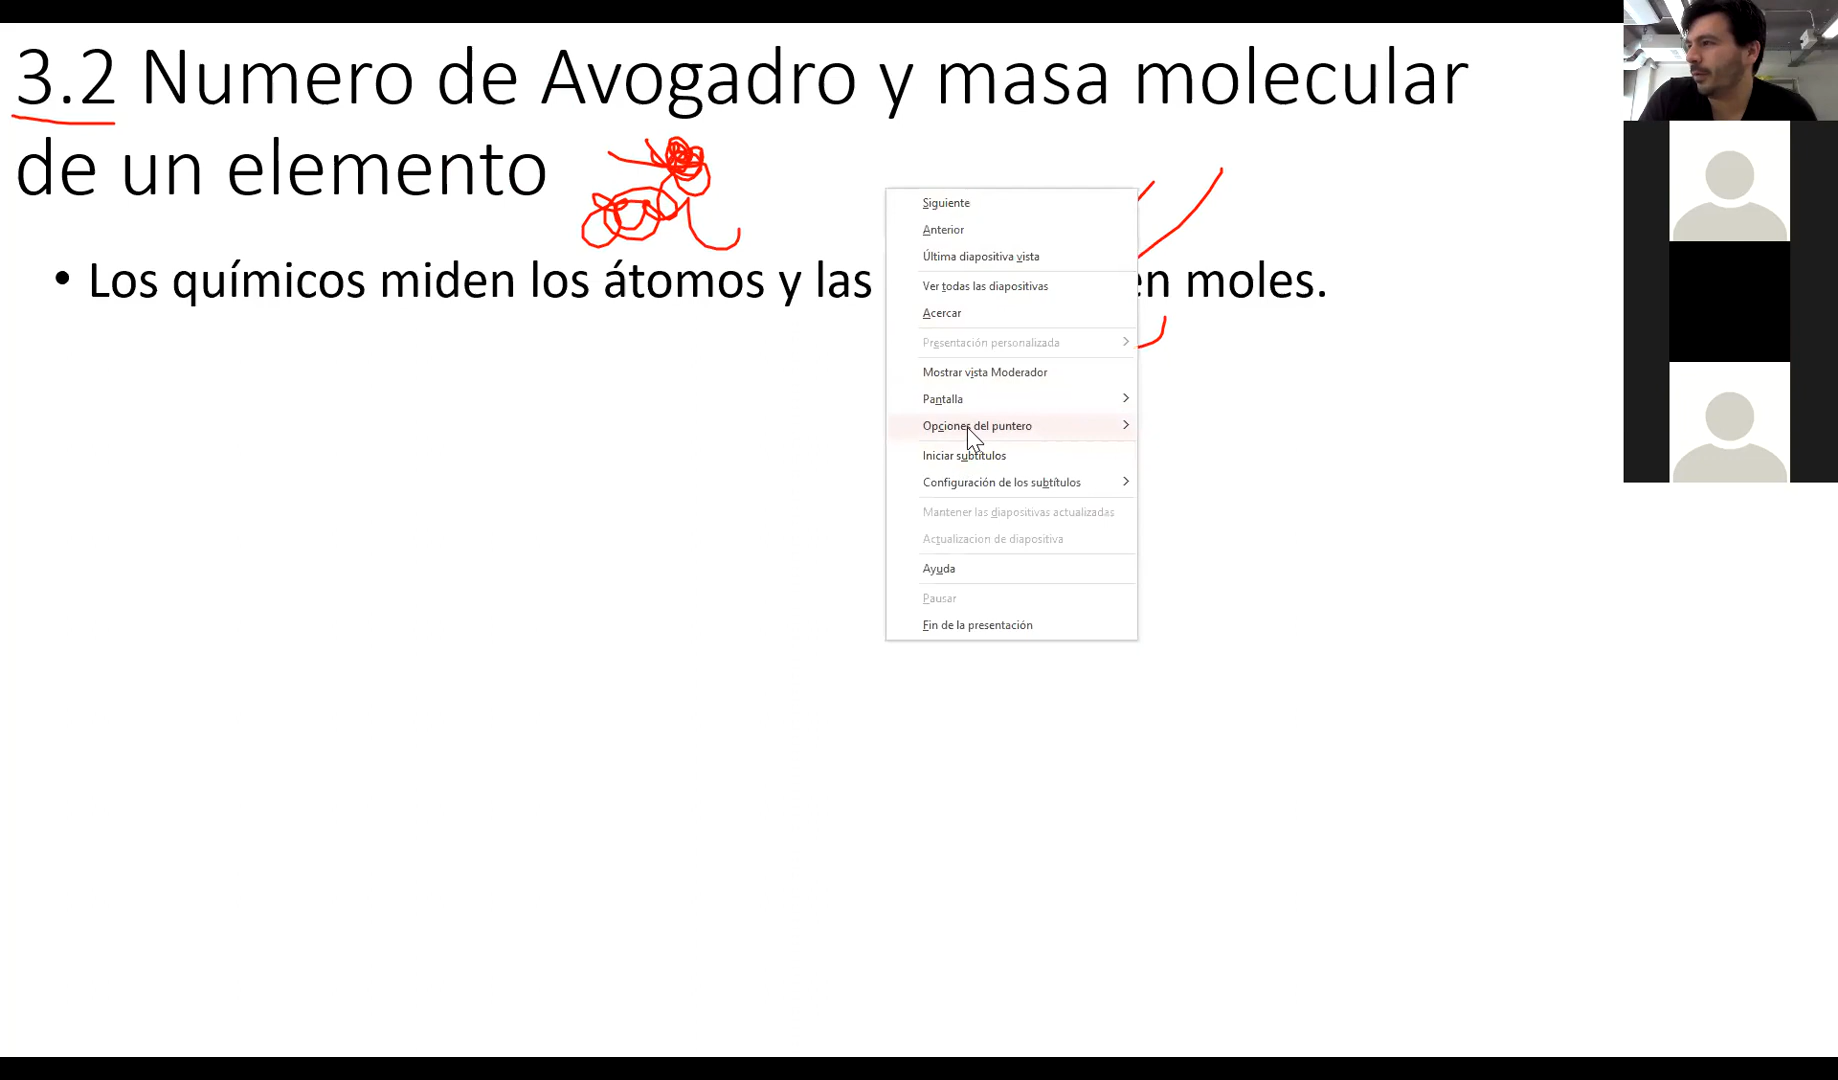 3.2 Numero de Avogadro y masa molecular
de un elemento
• Los químicos miden los átomos y las en moles.
Siguiente
Anterior
Última diapositiva vista
Ver todas las diapositivas
Acercar
Presentación personalizada
Mostrar vista Moderador
Pantalla
Opciones del puntero
Iniciar subtítulos
Configuración de los subtítulos
Mantener las diapositivas actualizadas
Actualizacion de diapositiva
Ayuda
Pausar
Fin de la presentación